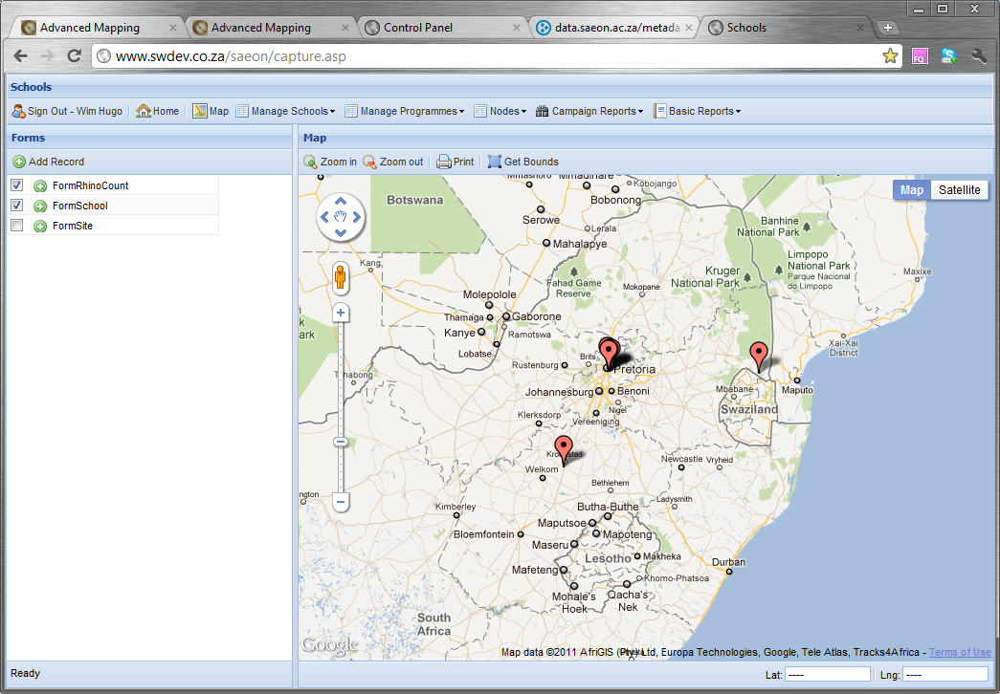 Advanced Mapping
Advanced Mapping
Control Panel
data.saeon.ac.za/metada
Schools
www.swdev.co.za/saeon/capture.asp
FQ
Schools
Sign Out - Wim Hugo
Home
Map
Manage Schools
Manage Programmes
Nodes
Campaign Reports
Basic Reports
Forms
Map
Add Record
Zoom in
Zoom out
Print
Get Bounds
FormRhinoCount
FormSchool
FormSite
Map
Satellite
Kobojango
Bobonong
Botswana
Serowe
Lerala
Mahalapye
Banhine
National Park
Kang
Limpopo
National Park
Parque Nacional
do Limpopo
Kruger
National Park
Fahad Game
Reserve
Mokopane
Maxixe
Molepolole
Thamaga
Gaborone
Kanye
Ramotswa
Lobatse
ark
Xai-Xai
District
Brits
Rustenburg
Pretoria
Johannesburg
Benoni
Mbabane
Maputo
Nigel
Swaziland
Klerksdorp
Vereeniging
Welkom
Newcastle
Vryheid
Bethlehem
Ladysmith
Kimberley
Butha-Buthe
Maputsoe
Bloemfontein
Mapoteng
Maseru
Lesotho
Makheka
Durban
Mafeteng
Khomo-Phatsoa
Mohale's
Hoek
Qacha's
Nek
South
Africa
Google
Map data ©2011 AfriGIS (Pty) Ltd, Europa Technologies, Google, Tele Atlas, Tracks4Africa - Terms of Use
Ready
Lat: ----
Lng: ----